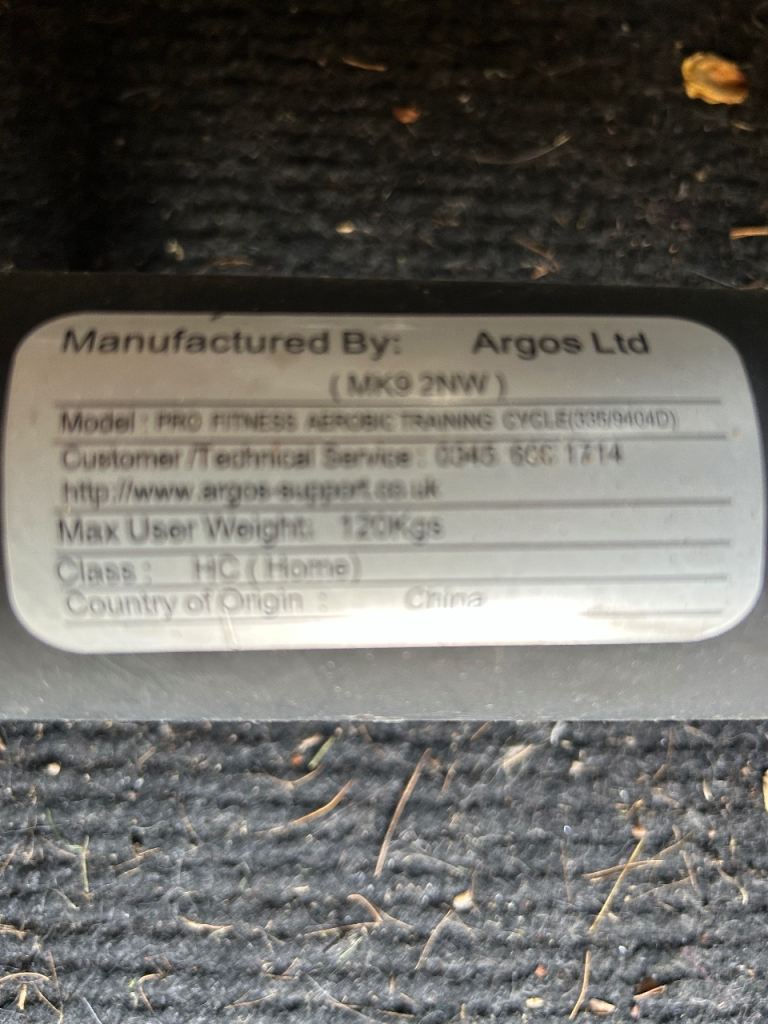 Manufactured By: Argos Ltd
( MK9 2NW )
Model : PRO FITNESS AEROBIC TRAINING CYCLE(335/9404D)
Customer /Technical Service : 0345 600 1714
http://www.argos-support.co.uk
Max User Weight: 120Kgs
Class : HC ( Home)
Country of Origin : China